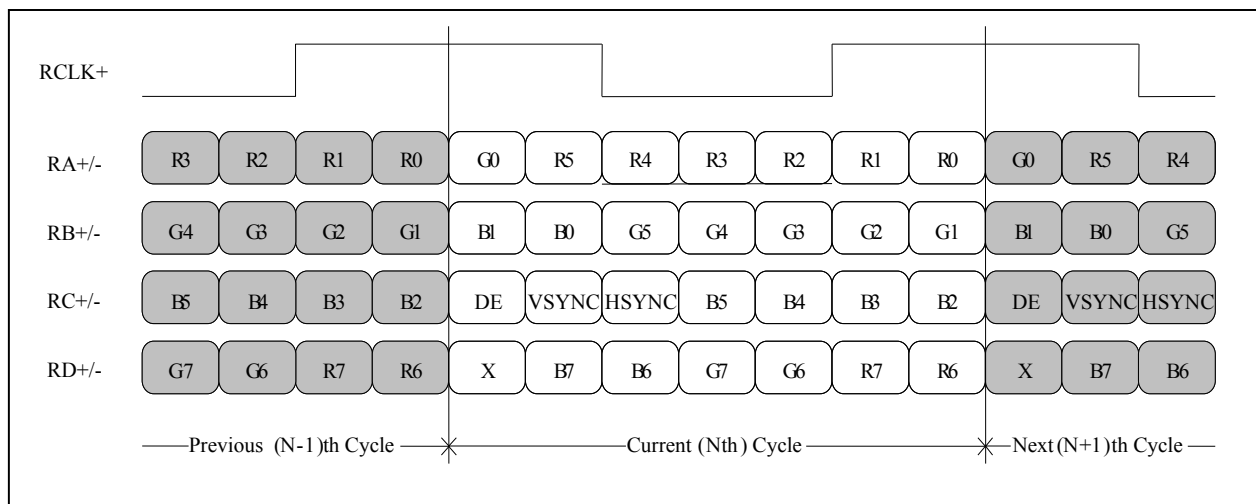 RCLK+
RA+/- R3 R2 R1 R0 G0 R5 R4 R3 R2 R1 R0 G0 R5 R4
RB+/- G4 G3 G2 G1 B1 B0 G5 G4 G3 G2 G1 B1 B0 G5
RC+/- B5 B4 B3 B2 DE VSYNC HSYNC B5 B4 B3 B2 DE VSYNC HSYNC
RD+/- G7 G6 R7 R6 X B7 B6 G7 G6 R7 R6 X B7 B6
Previous (N-1)th Cycle Current (Nth) Cycle Next (N+1)th Cycle